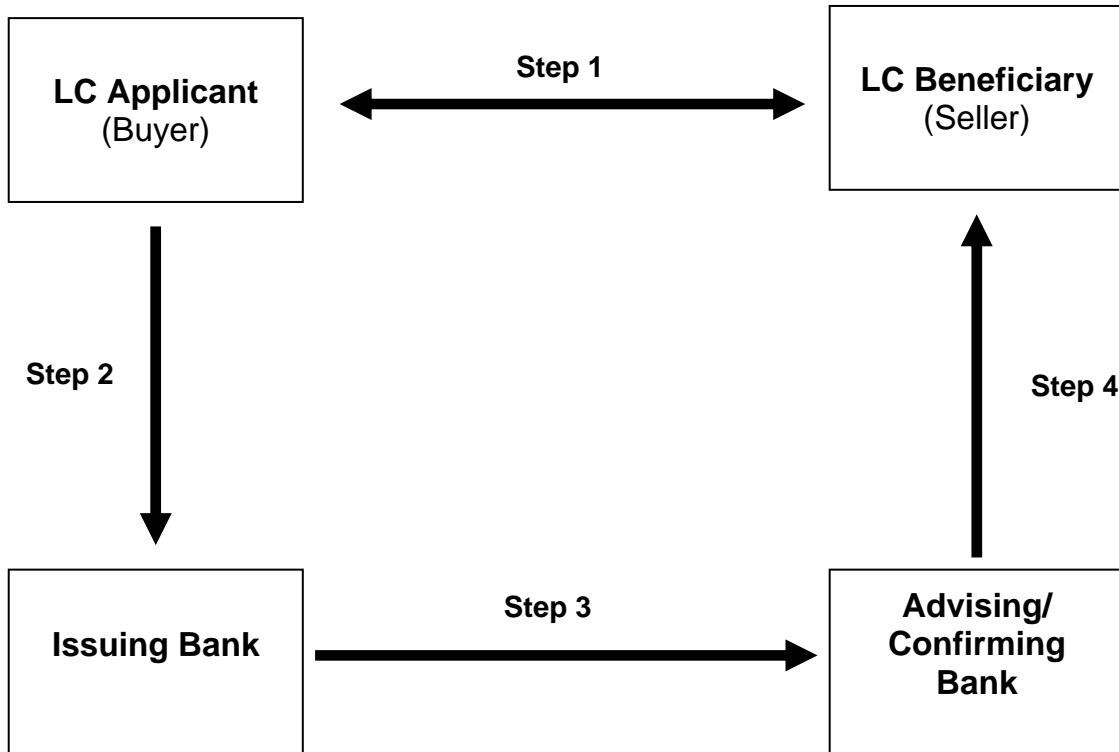 LC Applicant
(Buyer)
Step 1
LC Beneficiary
(Seller)
Step 2
Step 4
Issuing Bank
Step 3
Advising/
Confirming
Bank